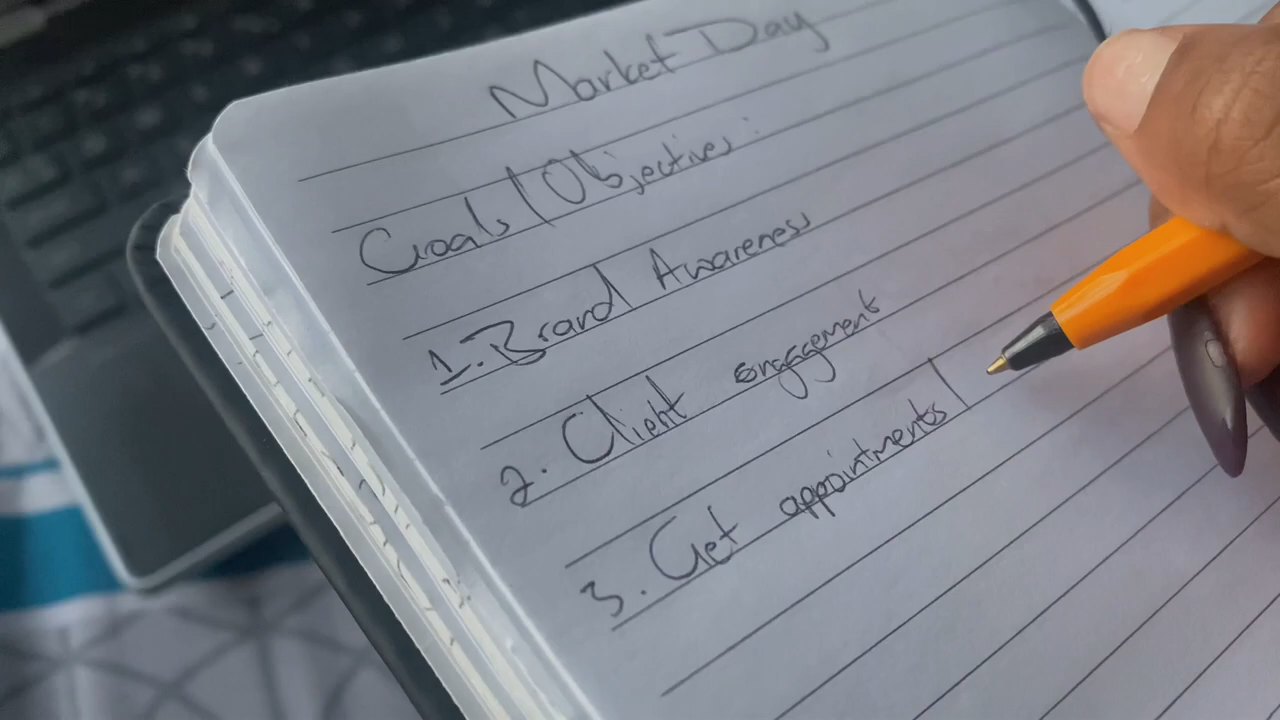 Market Day
Goals/Objectives:
1. Brand Awareness
2. Client engagement
3. Get appointments/